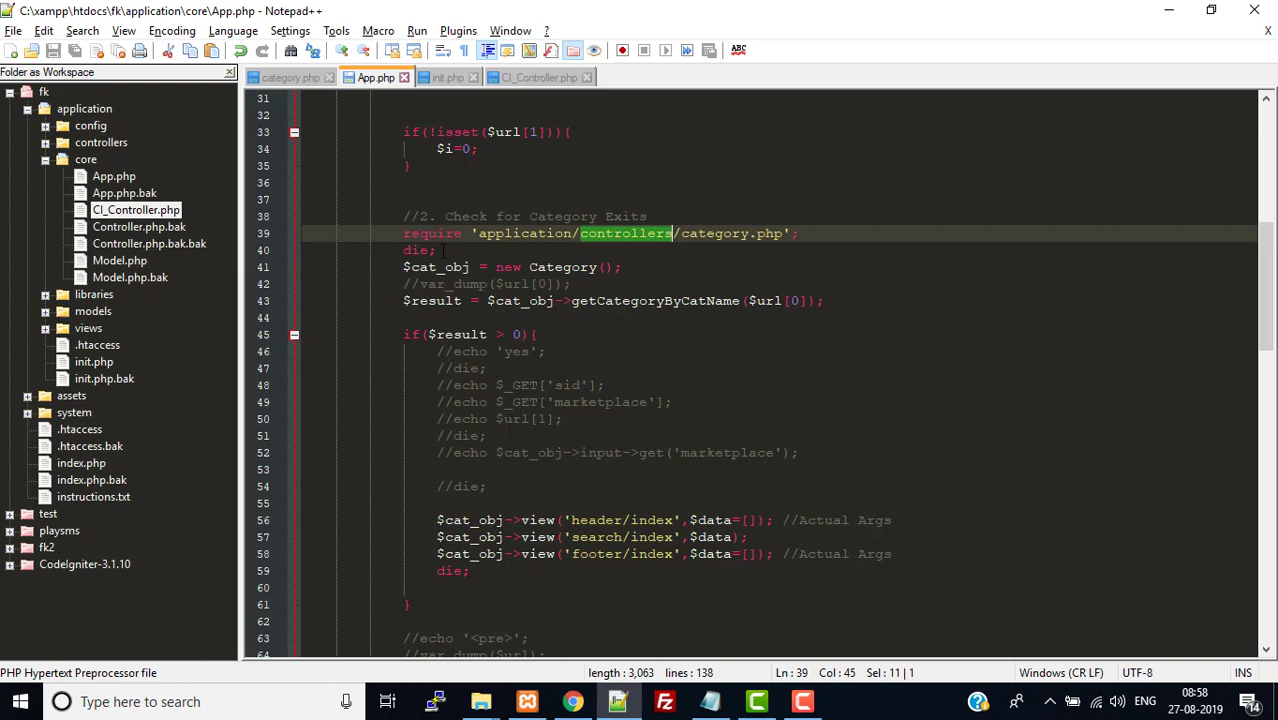 C:\xampp\htdocs\fk\application\core\App.php - Notepad++
File Edit Search View Encoding Language Settings Tools Macro Run Plugins Window ?
X
ABC
Folder as Workspace
category.php App.php init.php CI_Controller.php
fk
application
config
controllers
core
App.php
App.php.bak
CI_Controller.php
Controller.php.bak
Controller.php.bak.bak
Model.php
Model.php.bak
libraries
models
views
.htaccess
init.php
init.php.bak
assets
system
.htaccess
.htaccess.bak
index.php
index.php.bak
instructions.txt
test
playsms
fk2
CodeIgniter-3.1.10
31
32
33 if(!isset($url[1])){
34 $i=0;
35 }
36
37
38 //2. Check for Category Exits
39 require 'application/controllers/category.php';
40 die;
41 $cat_obj = new Category();
42 //var_dump($url[0]);
43 $result = $cat_obj->getCategoryByCatName($url[0]);
44
45 if($result > 0){
46 //echo 'yes';
47 //die;
48 //echo $_GET['sid'];
49 //echo $_GET['marketplace'];
50 //echo $url[1];
51 //die;
52 //echo $cat_obj->input->get('marketplace');
53
54 //die;
55
56 $cat_obj->view('header/index',$data=[]); //Actual Args
57 $cat_obj->view('search/index',$data);
58 $cat_obj->view('footer/index',$data=[]); //Actual Args
59 die;
60
61 }
62
63 //echo '<pre>';
64 //var_dump($url);
PHP Hypertext Preprocessor file length : 3,063 lines : 138 Ln : 39 Col : 45 Sel : 11 | 1 Windows (CR LF) UTF-8 INS
Type here to search
ENG
08:58
27-08-2019
14